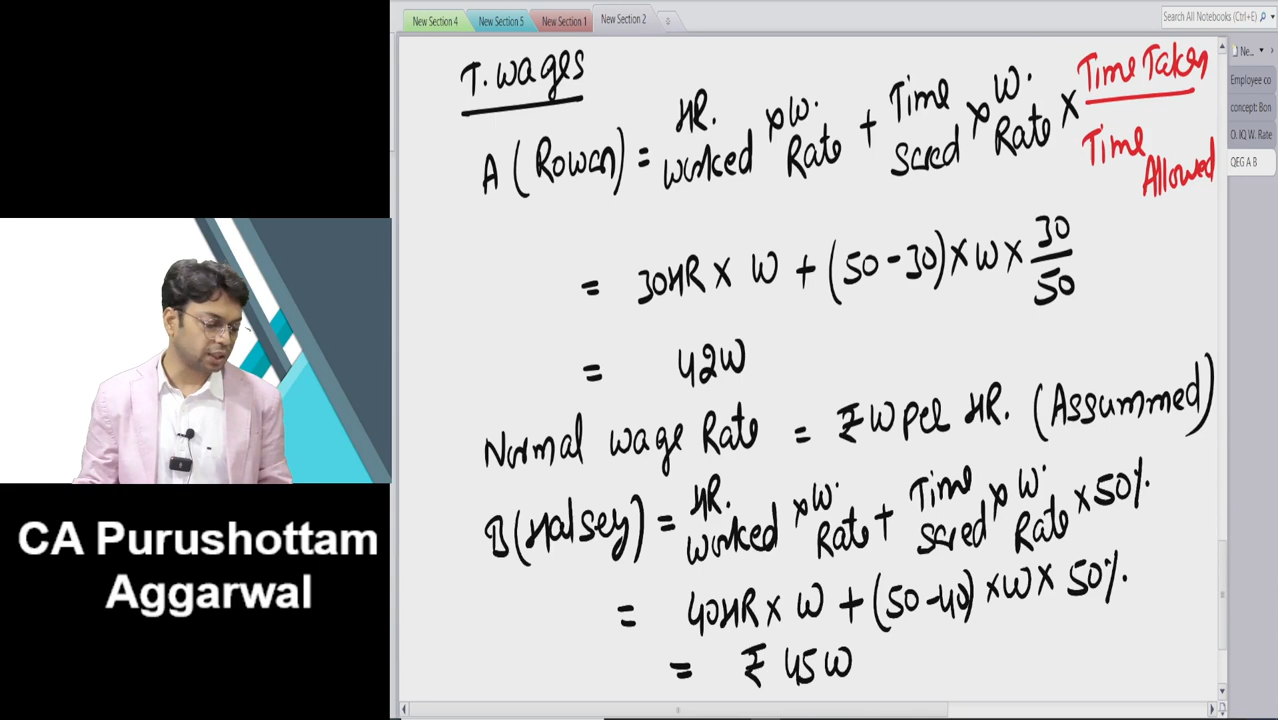 New Section 4 New Section 5 New Section 1 New Section 2
Search All Notebooks (Ctrl+E)
Ne...
Employee co
concept: Bon
O. IQ W. Rate
QEG A B
T. wages
A (Rowan) = HR. worked × W. Rate + Time saved × W. Rate × Time Taken / Time Allowed
= 30HR × W + (50 - 30) × W × 30/50
= 42W
Normal wage Rate = ₹ W per HR. (Assummed)
B (Halsey) = HR. worked × W. Rate + Time saved × W. Rate × 50%
= 40HR × W + (50-40) × W × 50%
= ₹ 45W
CA Purushottam
Aggarwal